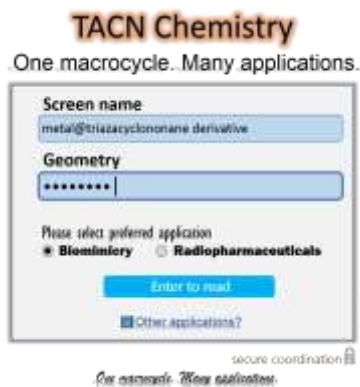 TACN Chemistry
One macrocycle. Many applications.
Screen name
metal@triazacyclononane derivative
Geometry
••••••••
Please select preferred application
Biomimicry Radiopharmaceuticals
Enter to read
Other applications?
secure coordination
One macrocycle. Many applications.